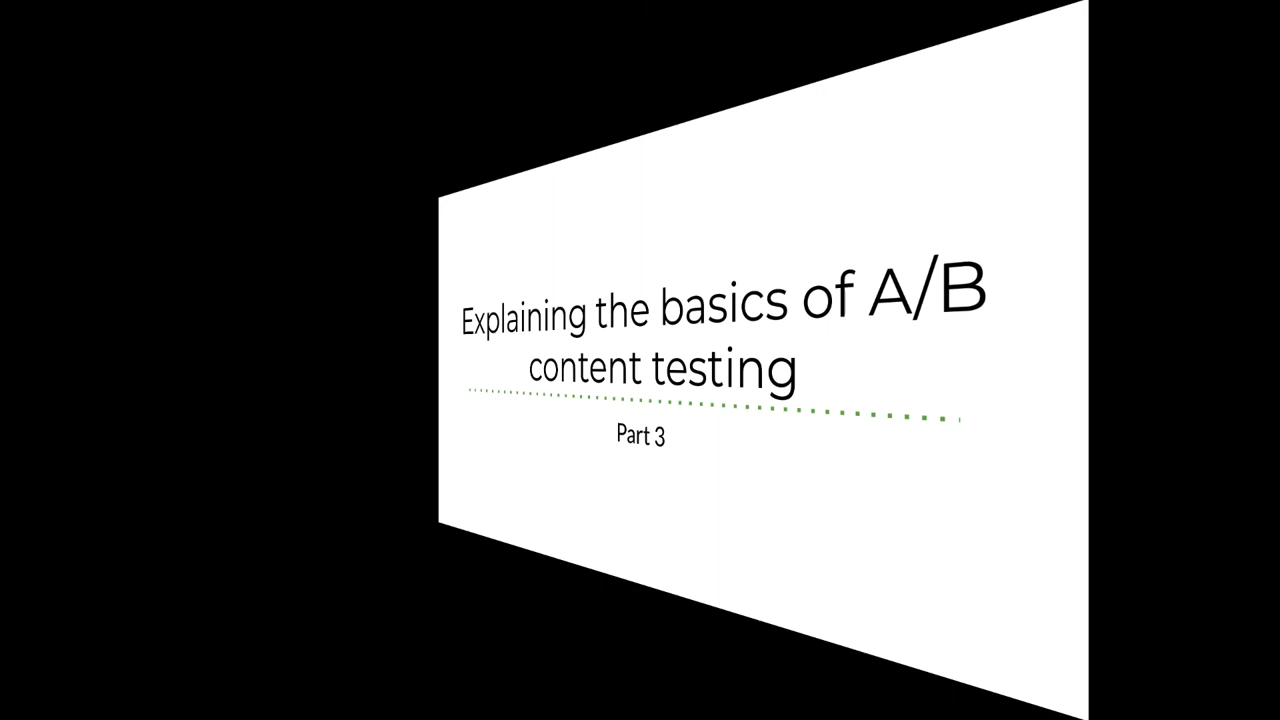 Explaining the basics of A/B
content testing
Part 3